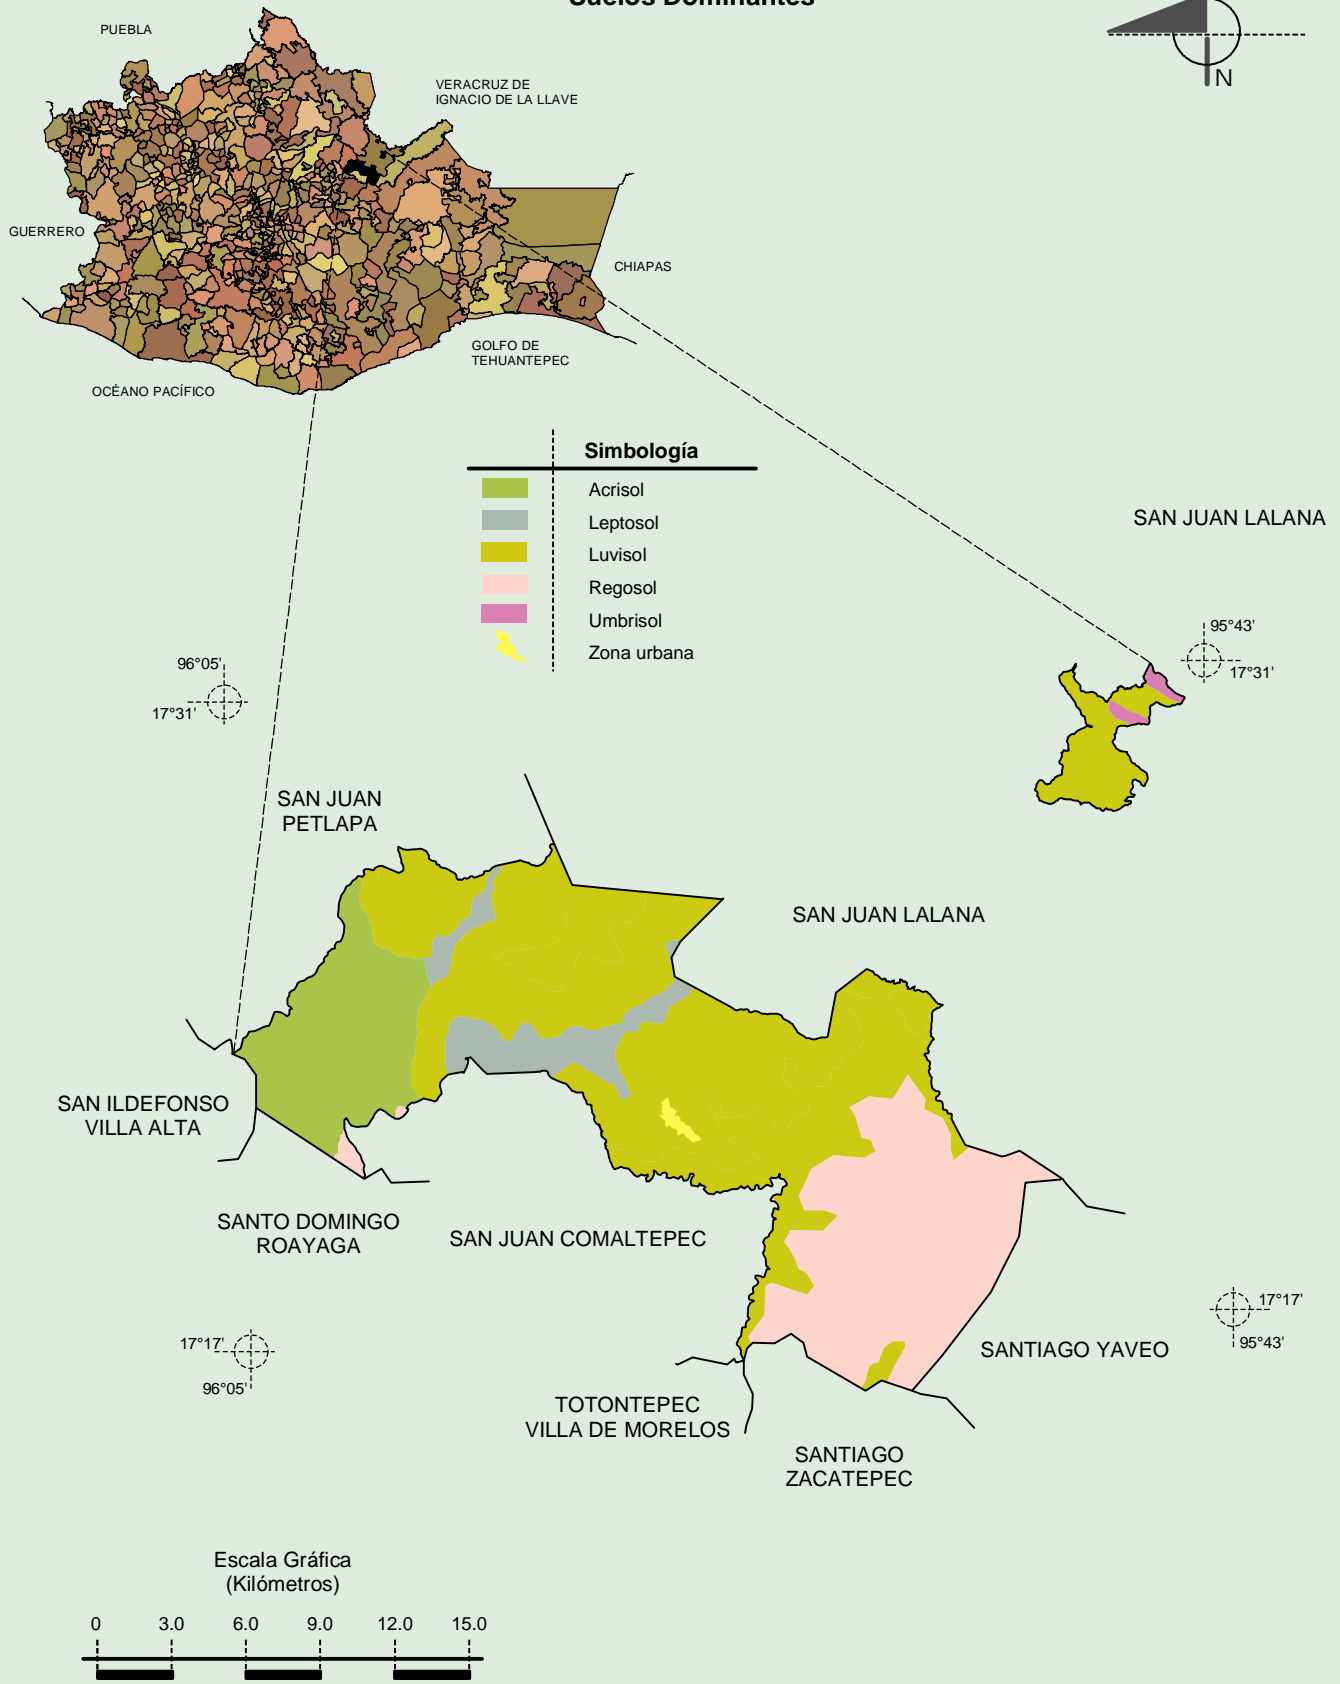 Suelos Dominantes
N
PUEBLA
VERACRUZ DE
IGNACIO DE LA LLAVE
GUERRERO
CHIAPAS
GOLFO DE
TEHUANTEPEC
OCÉANO PACÍFICO
Simbología
Acrisol
Leptosol
Luvisol
Regosol
Umbrisol
Zona urbana
SAN JUAN LALANA
95°43'
17°31'
96°05'
17°31'
SAN JUAN
PETLAPA
SAN JUAN LALANA
SAN ILDEFONSO
VILLA ALTA
SANTO DOMINGO
ROAYAGA
SAN JUAN COMALTEPEC
17°17'
95°43'
17°17'
96°05'
SANTIAGO YAVEO
TOTONTEPEC
VILLA DE MORELOS
SANTIAGO
ZACATEPEC
Escala Gráfica
(Kilómetros)
0 3.0 6.0 9.0 12.0 15.0